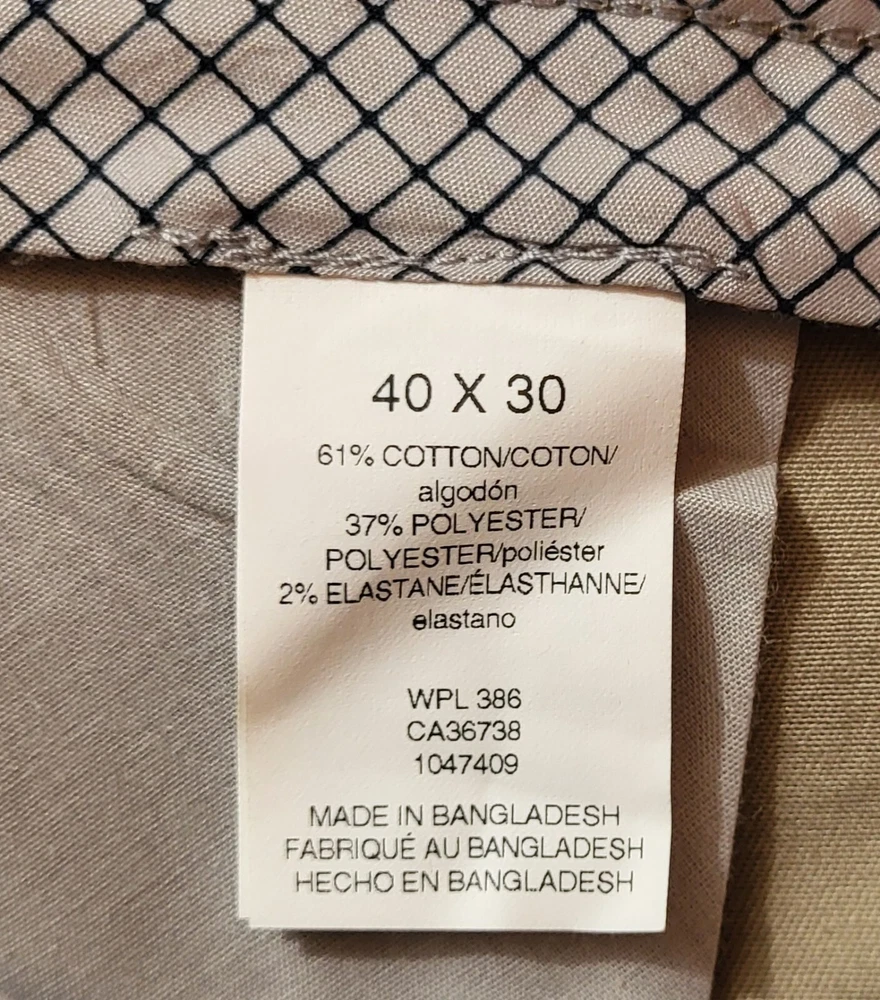 40 X 30
61% COTTON/COTON/
algodón
37% POLYESTER/
POLYESTER/poliéster
2% ELASTANE/ÉLASTHANNE/
elastano
WPL 386
CA36738
1047409
MADE IN BANGLADESH
FABRIQUÉ AU BANGLADESH
HECHO EN BANGLADESH